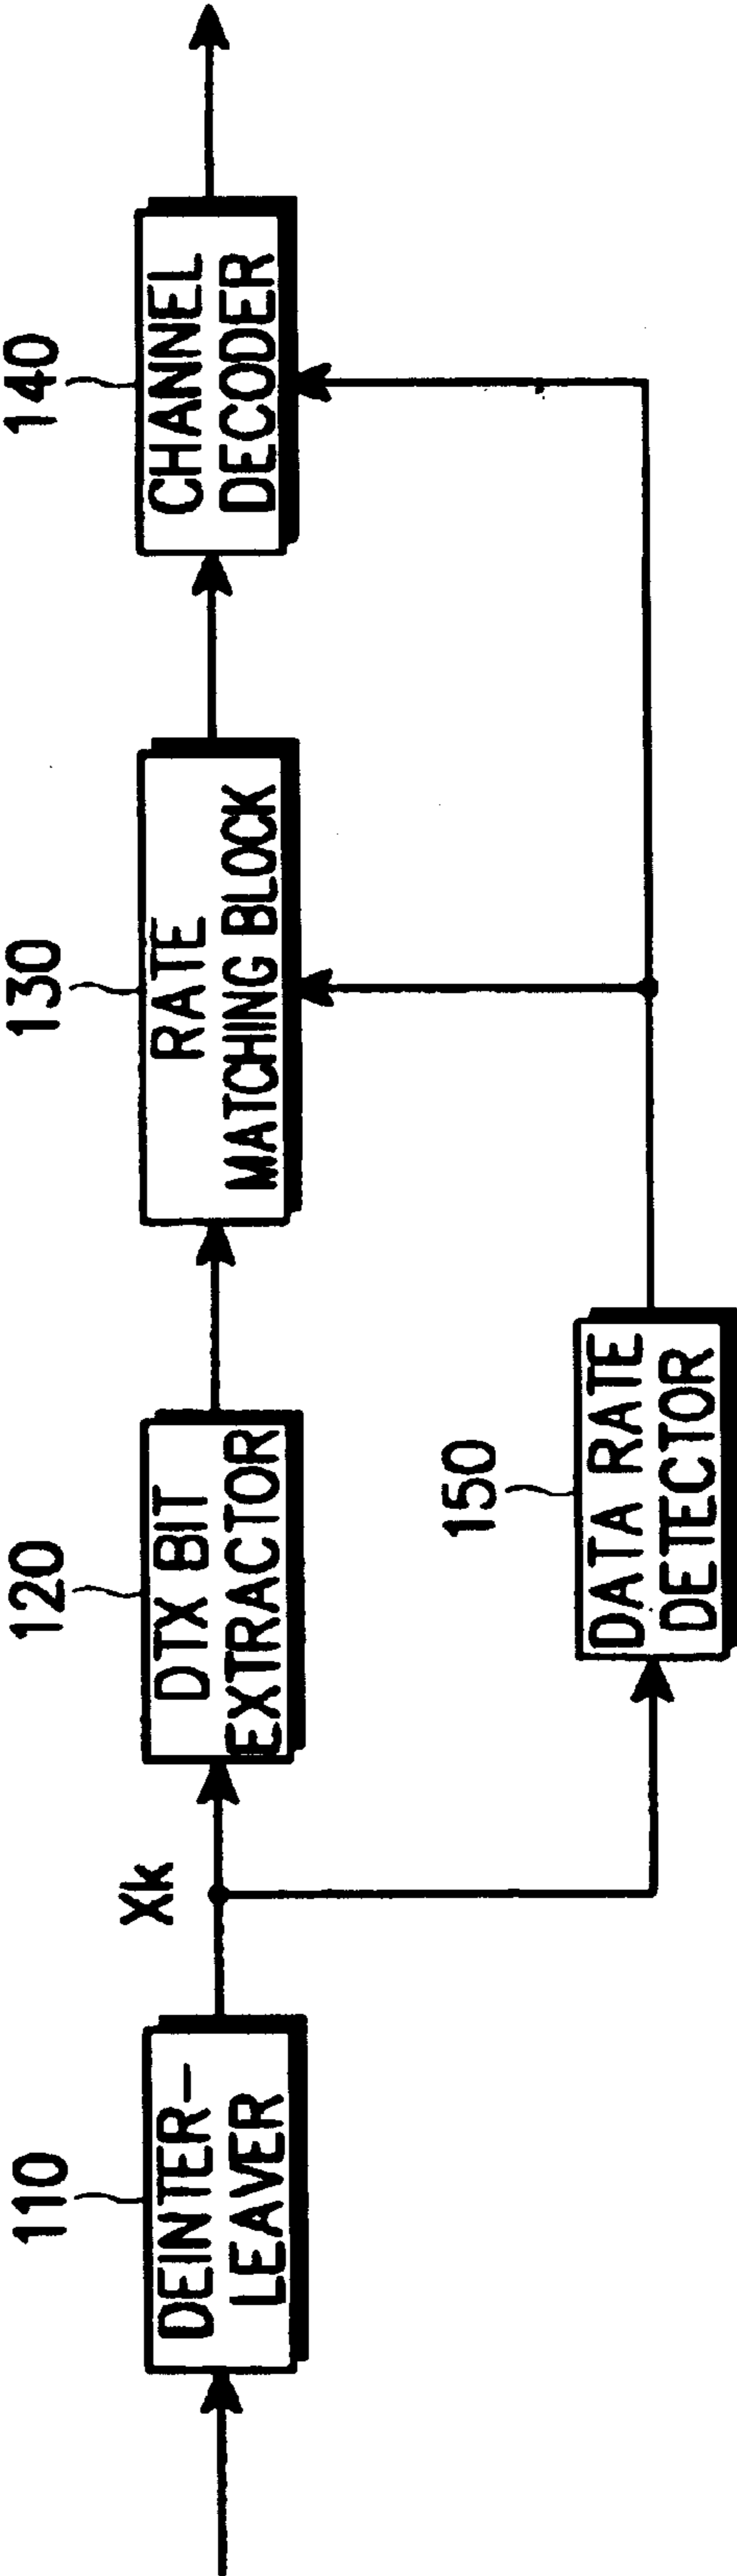 110
DEINTER-
LEAVER
Xk
120
DTX BIT
EXTRACTOR
130
RATE
MATCHING BLOCK
140
CHANNEL
DECODER
150
DATA RATE
DETECTOR